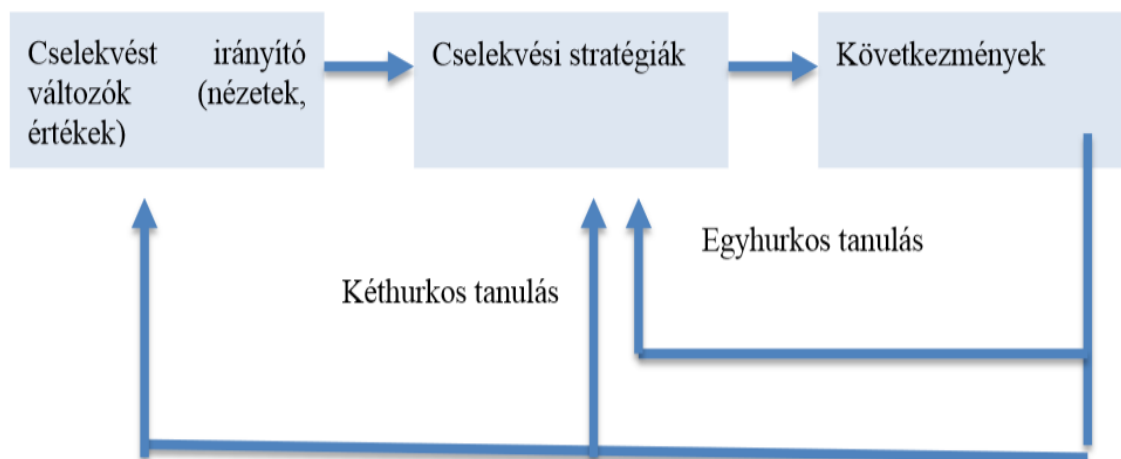 Cselekvést irányító
változók (nézetek,
értékek)
Cselekvési stratégiák
Következmények
Egyhurkos tanulás
Kéthurkos tanulás